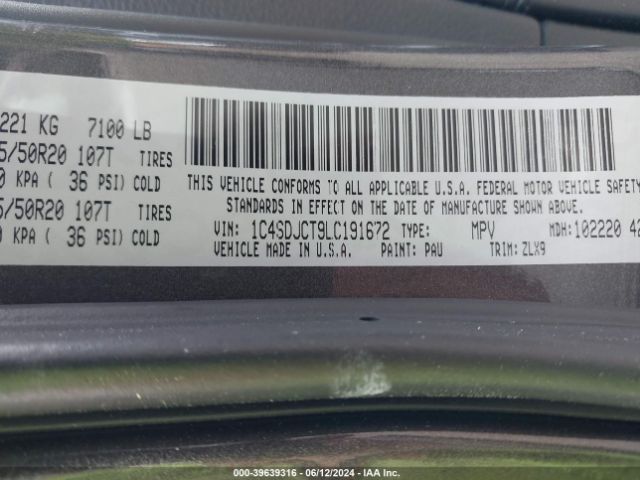 221 KG 7100 LB
5/50R20 107T TIRES
0 KPA ( 36 PSI) COLD
5/50R20 107T TIRES
0 KPA ( 36 PSI) COLD
THIS VEHICLE CONFORMS TO ALL APPLICABLE U.S.A. FEDERAL MOTOR VEHICLE SAFETY
STANDARDS IN EFFECT ON THE DATE OF MANUFACTURE SHOWN ABOVE.
VIN: 1C4SDJCT9LC191672 TYPE: MPV MDH: 102220 42
VEHICLE MADE IN U.S.A. PAINT: PAU TRIM: ZLX9
000-39639316 - 06/12/2024 - IAA Inc.